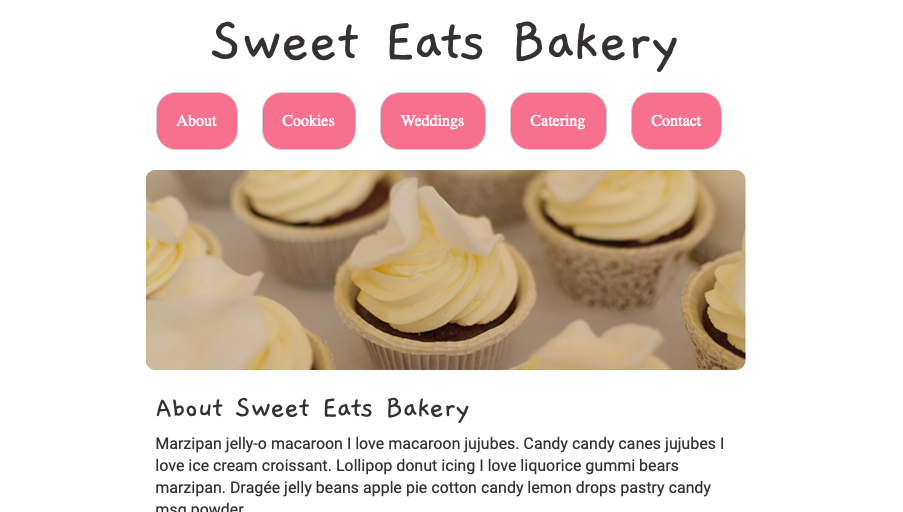 Sweet Eats Bakery
About Cookies Weddings Catering Contact
About Sweet Eats Bakery
Marzipan jelly-o macaroon I love macaroon jujubes. Candy candy canes jujubes I
love ice cream croissant. Lollipop donut icing I love liquorice gummi bears
marzipan. Dragée jelly beans apple pie cotton candy lemon drops pastry candy
msg powder